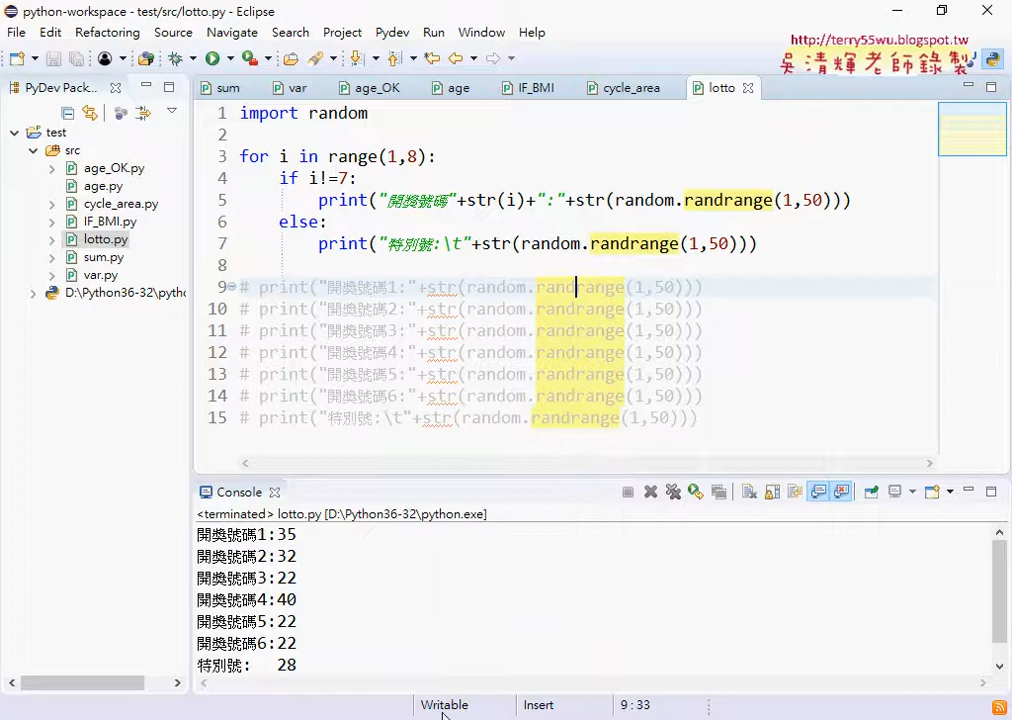 python-workspace - test/src/lotto.py - Eclipse
File Edit Refactoring Source Navigate Search Project Pydev Run Window Help
http://terry55wu.blogspot.tw
吳清輝老師錄製
PyDev Pack...
sum var age_OK age IF_BMI cycle_area lotto
test
src
age_OK.py
age.py
cycle_area.py
IF_BMI.py
lotto.py
sum.py
var.py
D:\Python36-32\pytho
1 import random
2
3 for i in range(1,8):
4 if i!=7:
5 print("開獎號碼"+str(i)+":"+str(random.randrange(1,50)))
6 else:
7 print("特別號:\t"+str(random.randrange(1,50)))
8
9 # print("開獎號碼1:"+str(random.randrange(1,50)))
10 # print("開獎號碼2:"+str(random.randrange(1,50)))
11 # print("開獎號碼3:"+str(random.randrange(1,50)))
12 # print("開獎號碼4:"+str(random.randrange(1,50)))
13 # print("開獎號碼5:"+str(random.randrange(1,50)))
14 # print("開獎號碼6:"+str(random.randrange(1,50)))
15 # print("特別號:\t"+str(random.randrange(1,50)))
Console
<terminated> lotto.py [D:\Python36-32\python.exe]
開獎號碼1:35
開獎號碼2:32
開獎號碼3:22
開獎號碼4:40
開獎號碼5:22
開獎號碼6:22
特別號: 28
Writable Insert 9 : 33